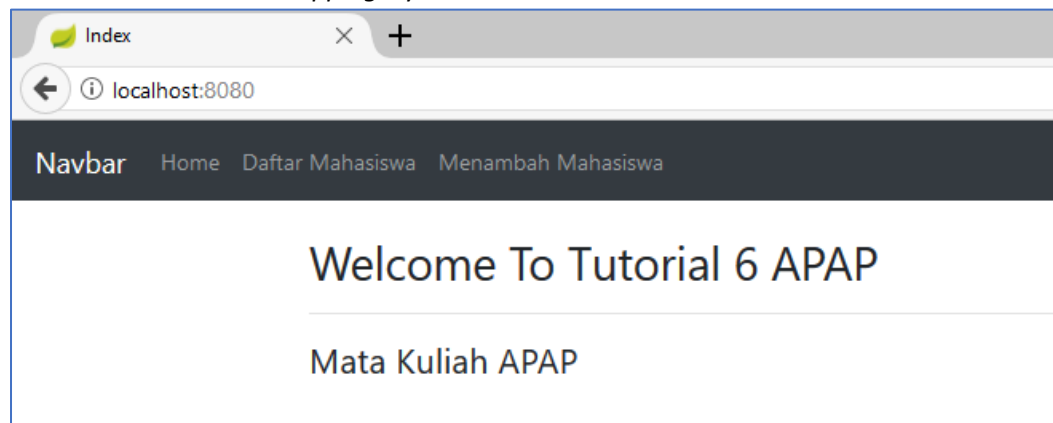 Index
localhost:8080
Navbar Home Daftar Mahasiswa Menambah Mahasiswa
Welcome To Tutorial 6 APAP
Mata Kuliah APAP